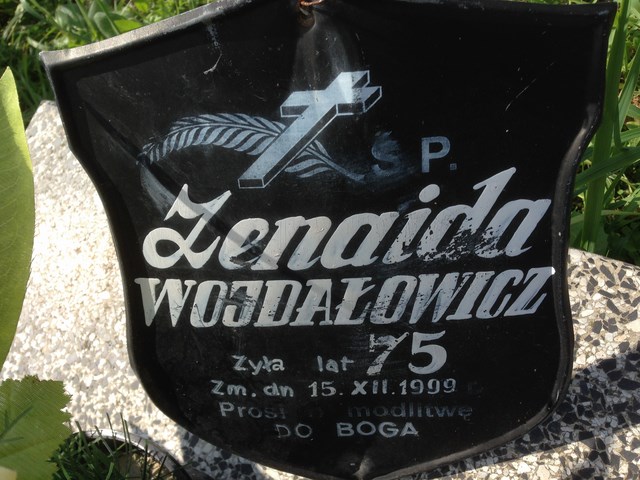 Ś P.
Zenaida
WOJDAŁOWICZ
Żyła lat 75
Zm. dn 15. XII. 1999
Prosi modlitwę
DO BOGA